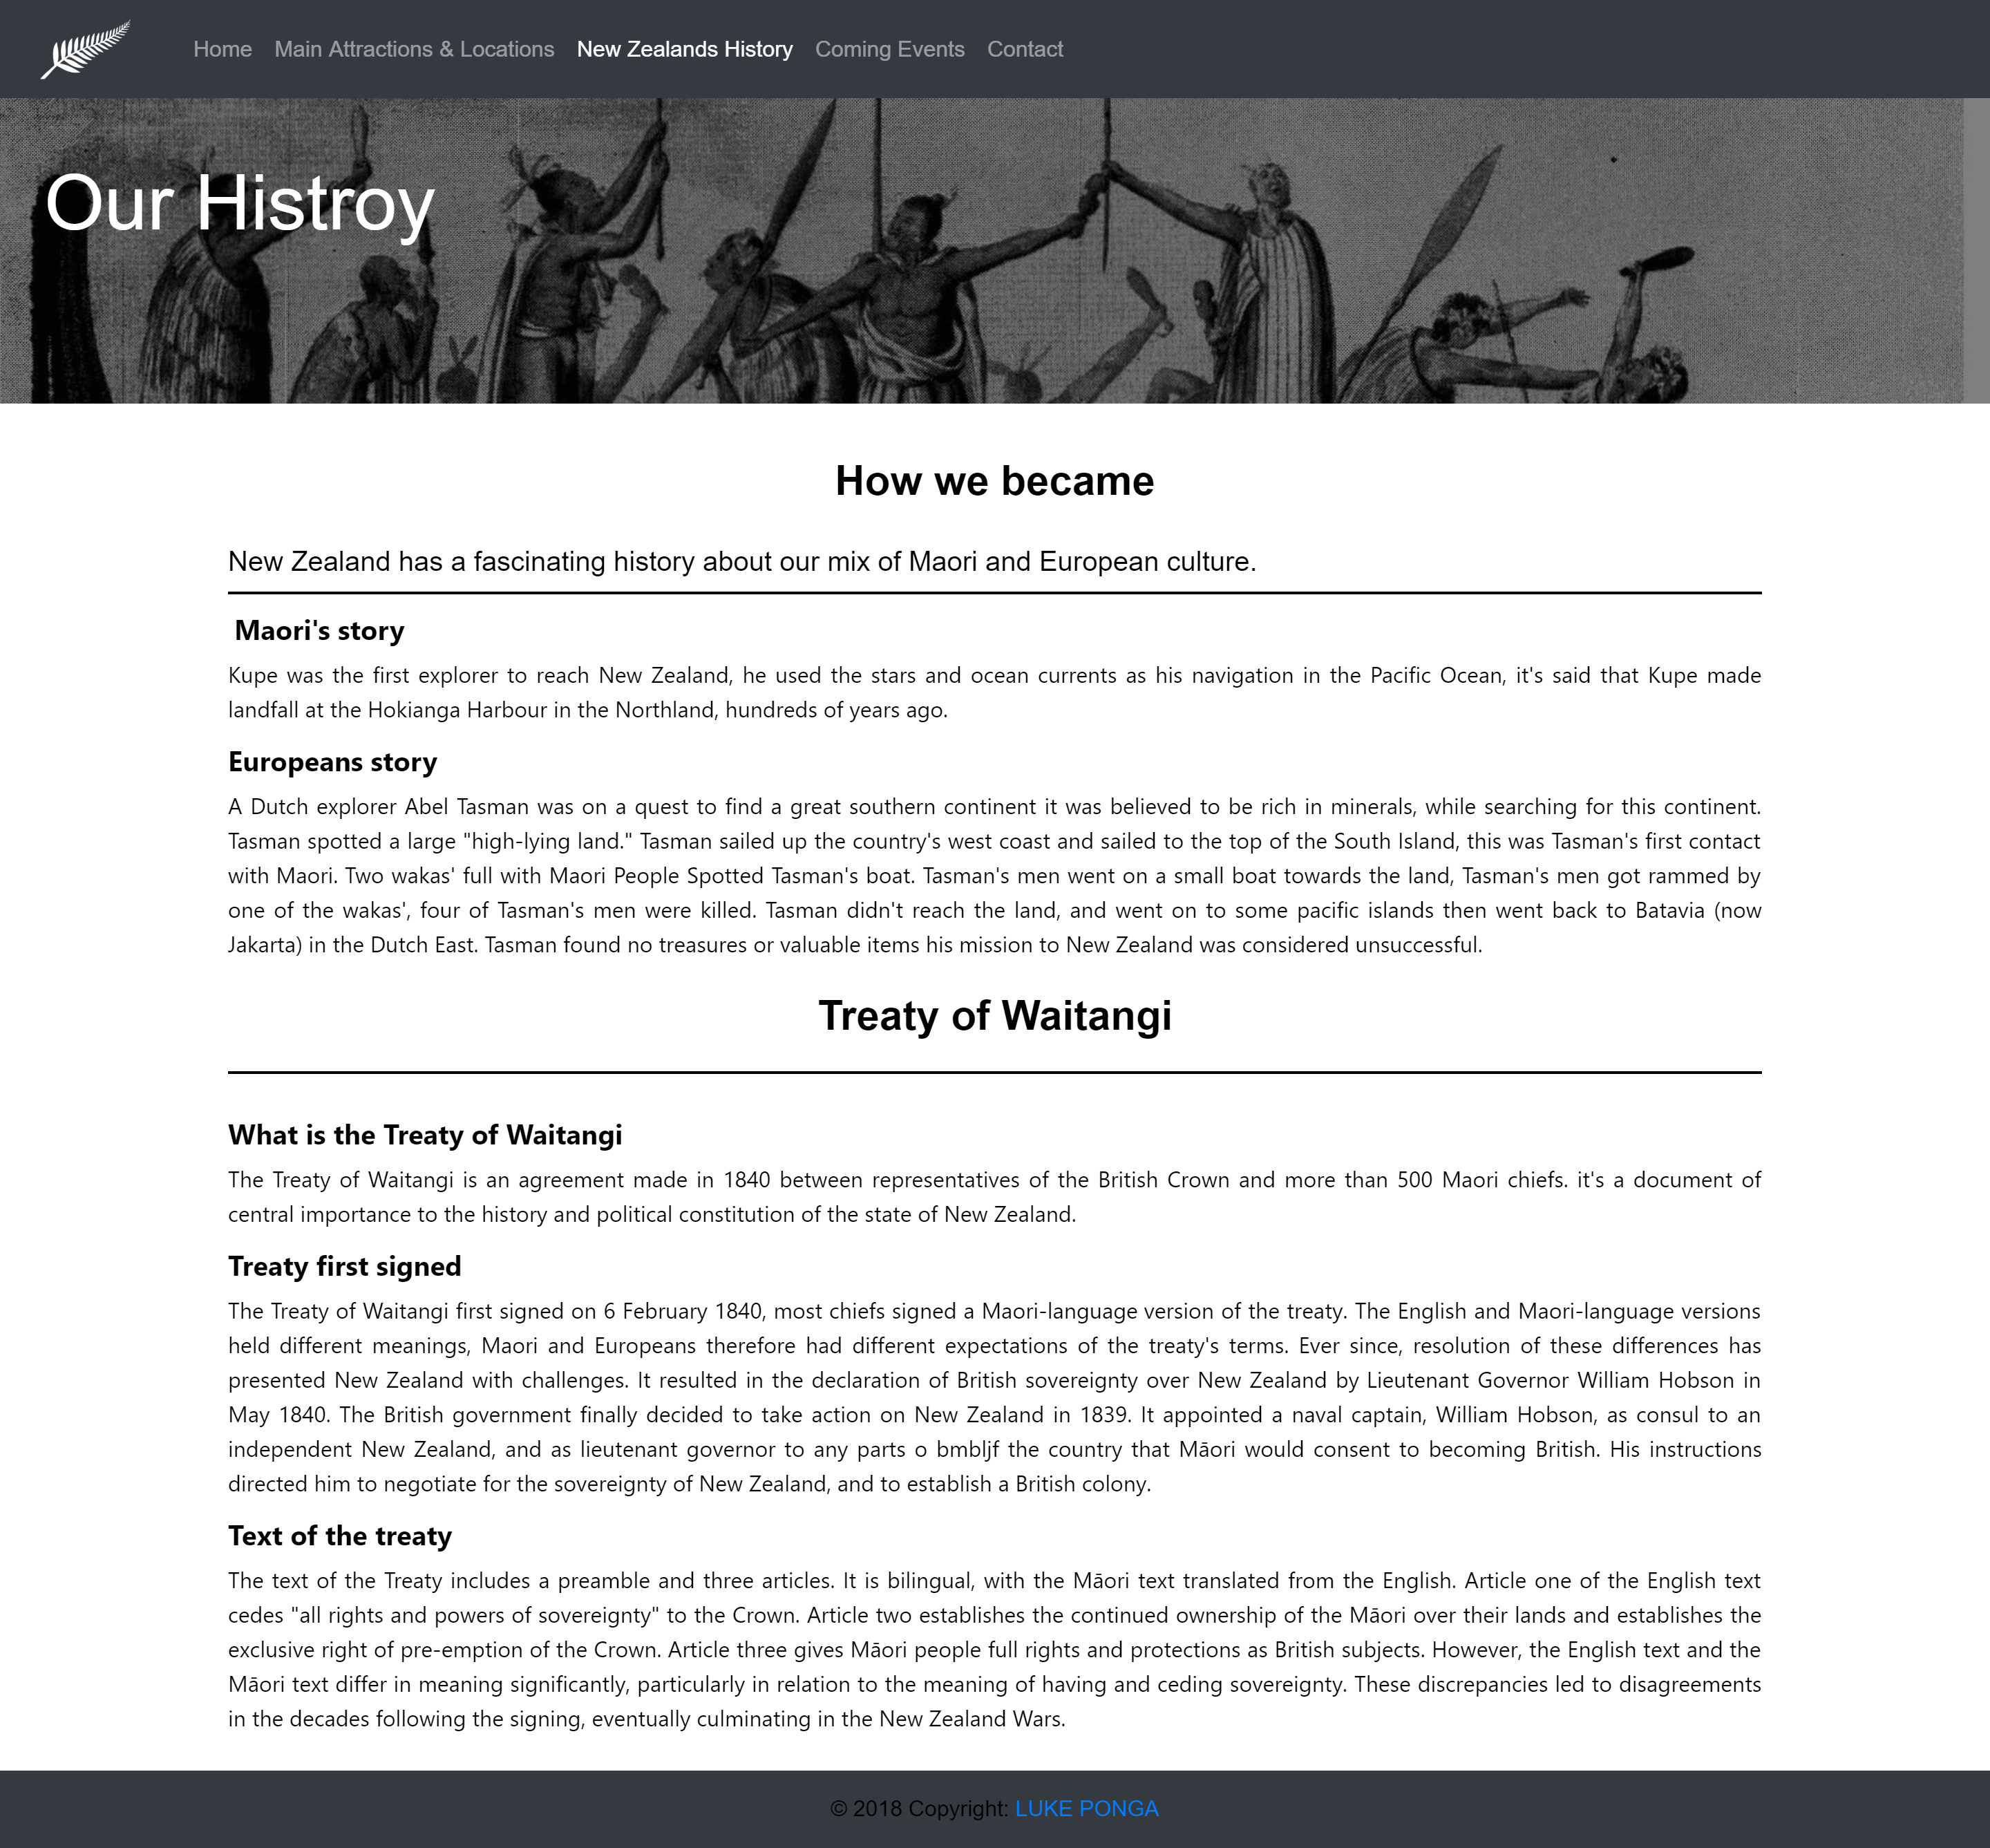 Home Main Attractions & Locations New Zealands History Coming Events Contact
Our Histroy
How we became
New Zealand has a fascinating history about our mix of Maori and European culture.
Maori's story
Kupe was the first explorer to reach New Zealand, he used the stars and ocean currents as his navigation in the Pacific Ocean, it's said that Kupe made
landfall at the Hokianga Harbour in the Northland, hundreds of years ago.
Europeans story
A Dutch explorer Abel Tasman was on a quest to find a great southern continent it was believed to be rich in minerals, while searching for this continent.
Tasman spotted a large "high-lying land." Tasman sailed up the country's west coast and sailed to the top of the South Island, this was Tasman's first contact
with Maori. Two wakas' full with Maori People Spotted Tasman's boat. Tasman's men went on a small boat towards the land, Tasman's men got rammed by
one of the wakas', four of Tasman's men were killed. Tasman didn't reach the land, and went on to some pacific islands then went back to Batavia (now
Jakarta) in the Dutch East. Tasman found no treasures or valuable items his mission to New Zealand was considered unsuccessful.
Treaty of Waitangi
What is the Treaty of Waitangi
The Treaty of Waitangi is an agreement made in 1840 between representatives of the British Crown and more than 500 Maori chiefs. it's a document of
central importance to the history and political constitution of the state of New Zealand.
Treaty first signed
The Treaty of Waitangi first signed on 6 February 1840, most chiefs signed a Maori-language version of the treaty. The English and Maori-language versions
held different meanings, Maori and Europeans therefore had different expectations of the treaty's terms. Ever since, resolution of these differences has
presented New Zealand with challenges. It resulted in the declaration of British sovereignty over New Zealand by Lieutenant Governor William Hobson in
May 1840. The British government finally decided to take action on New Zealand in 1839. It appointed a naval captain, William Hobson, as consul to an
independent New Zealand, and as lieutenant governor to any parts o bmbljf the country that Māori would consent to becoming British. His instructions
directed him to negotiate for the sovereignty of New Zealand, and to establish a British colony.
Text of the treaty
The text of the Treaty includes a preamble and three articles. It is bilingual, with the Māori text translated from the English. Article one of the English text
cedes "all rights and powers of sovereignty" to the Crown. Article two establishes the continued ownership of the Māori over their lands and establishes the
exclusive right of pre-emption of the Crown. Article three gives Māori people full rights and protections as British subjects. However, the English text and the
Māori text differ in meaning significantly, particularly in relation to the meaning of having and ceding sovereignty. These discrepancies led to disagreements
in the decades following the signing, eventually culminating in the New Zealand Wars.
© 2018 Copyright: LUKE PONGA